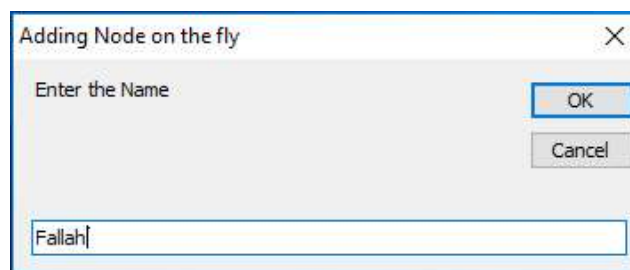 Adding Node on the fly
Enter the Name
OK
Cancel
Fallah